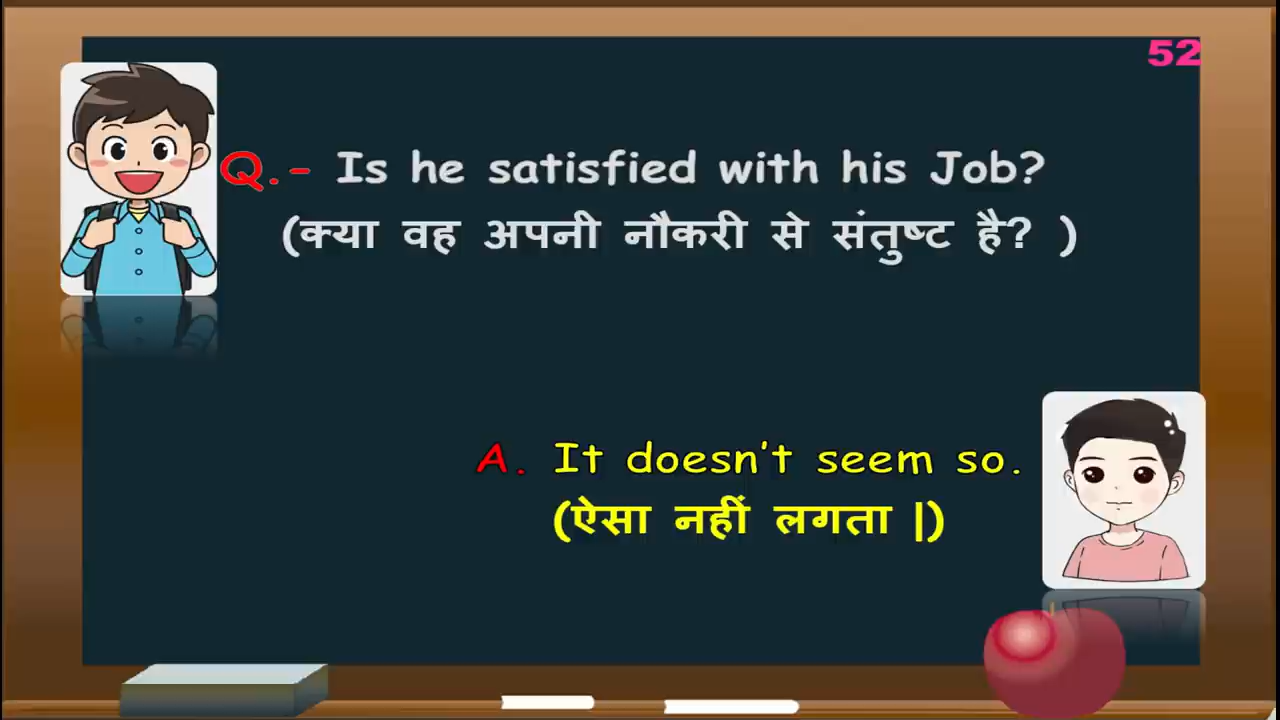 52
Q.- Is he satisfied with his Job?
(क्या वह अपनी नौकरी से संतुष्ट है? )
A. It doesn't seem so.
(ऐसा नहीं लगता |)